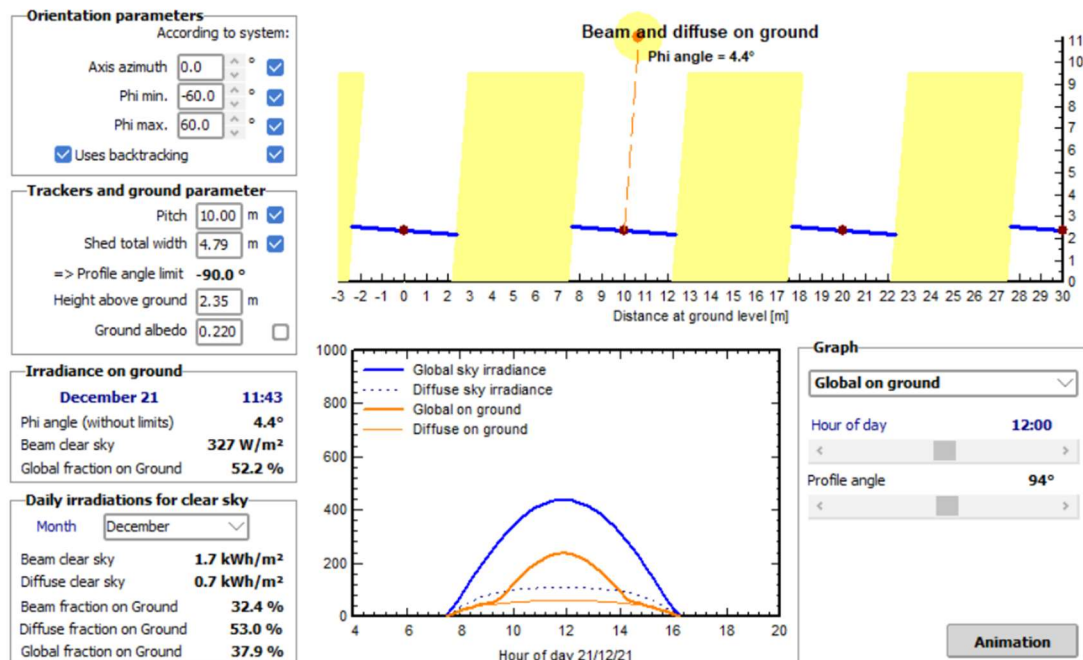 Orientation parameters
According to system:
Axis azimuth 0.0 °
Phi min. -60.0 °
Phi max. 60.0 °
Uses backtracking
Trackers and ground parameter
Pitch 10.00 m
Shed total width 4.79 m
=> Profile angle limit -90.0 °
Height above ground 2.35 m
Ground albedo 0.220
Irradiance on ground
December 21 11:43
Phi angle (without limits) 4.4°
Beam clear sky 327 W/m²
Global fraction on Ground 52.2 %
Daily irradiations for clear sky
Month December
Beam clear sky 1.7 kWh/m²
Diffuse clear sky 0.7 kWh/m²
Beam fraction on Ground 32.4 %
Diffuse fraction on Ground 53.0 %
Global fraction on Ground 37.9 %
Beam and diffuse on ground
Phi angle = 4.4°
11
10
9
8
7
6
5
4
3
2
1
0
-3 -2 -1 0 1 2 3 4 5 6 7 8 9 10 11 12 13 14 15 16 17 18 19 20 21 22 23 24 25 26 27 28 29 30
Distance at ground level [m]
1000
800
600
400
200
0
Global sky irradiance
Diffuse sky irradiance
Global on ground
Diffuse on ground
4 6 8 10 12 14 16 18 20
Hour of day 21/12/21
Graph
Global on ground
Hour of day 12:00
Profile angle 94°
Animation